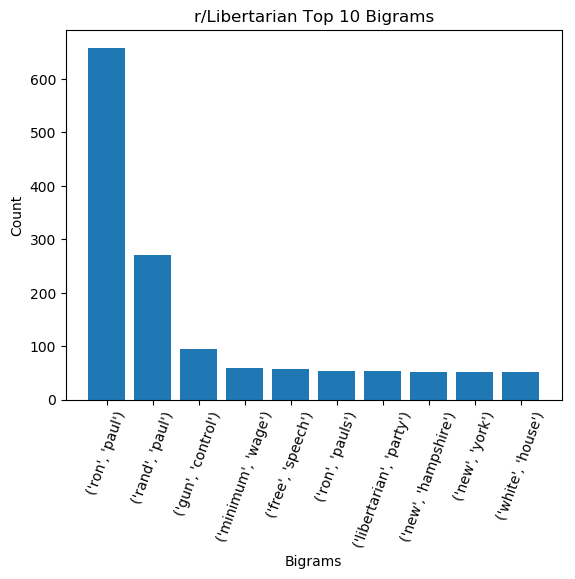 r/Libertarian Top 10 Bigrams
600
500
400
300
200
100
0
Count
('ron', 'paul')
('rand', 'paul')
('gun', 'control')
('minimum', 'wage')
('free', 'speech')
('ron', 'pauls')
('libertarian', 'party')
('new', 'hampshire')
('new', 'york')
('white', 'house')
Bigrams